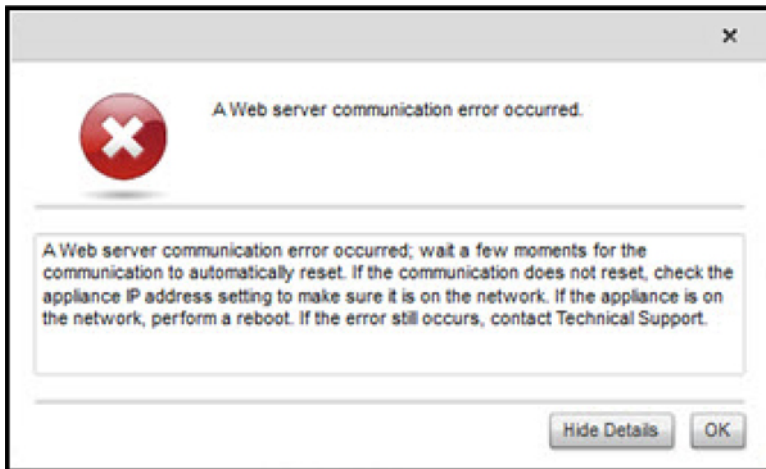 A Web server communication error occurred.
A Web server communication error occurred; wait a few moments for the
communication to automatically reset. If the communication does not reset, check the
appliance IP address setting to make sure it is on the network. If the appliance is on
the network, perform a reboot. If the error still occurs, contact Technical Support.
Hide Details OK